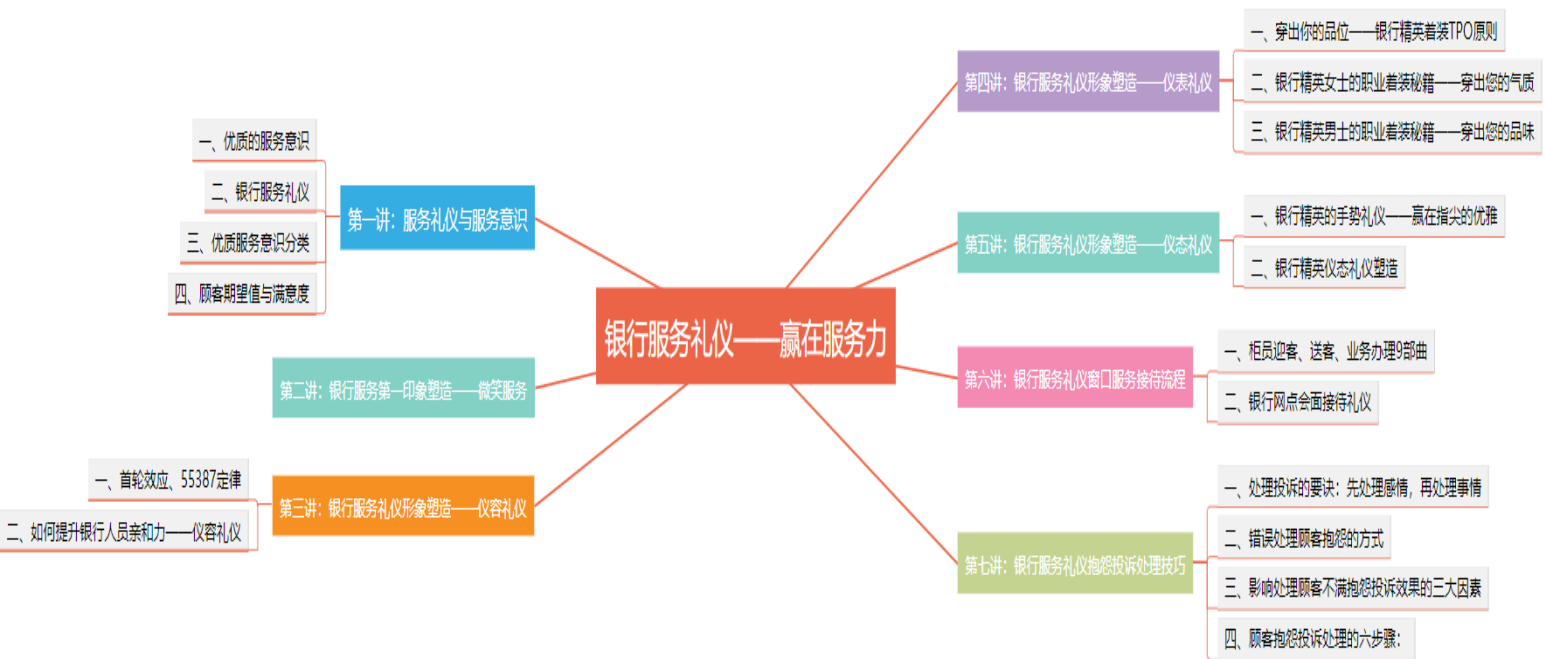 银行服务礼仪——赢在服务力
第一讲：服务礼仪与服务意识
一、优质的服务意识
二、银行服务礼仪
三、优质服务意识分类
四、顾客期望值与满意度
第二讲：银行服务第一印象塑造——微笑服务
第三讲：银行服务礼仪形象塑造——仪容礼仪
一、首轮效应、55387定律
二、如何提升银行人员亲和力——仪容礼仪
第四讲：银行服务礼仪形象塑造——仪表礼仪
一、穿出你的品位——银行精英着装TPO原则
二、银行精英女士的职业着装秘籍——穿出您的气质
三、银行精英男士的职业着装秘籍——穿出您的品味
第五讲：银行服务礼仪形象塑造——仪态礼仪
一、银行精英的手势礼仪——赢在指尖的优雅
二、银行精英仪态礼仪塑造
第六讲：银行服务礼仪窗口服务接待流程
一、柜员迎客、送客、业务办理9部曲
二、银行网点会面接待礼仪
第七讲：银行服务礼仪抱怨投诉处理技巧
一、处理投诉的要诀：先处理感情，再处理事情
二、错误处理顾客抱怨的方式
三、影响处理顾客不满抱怨投诉效果的三大因素
四、顾客抱怨投诉处理的六步骤：